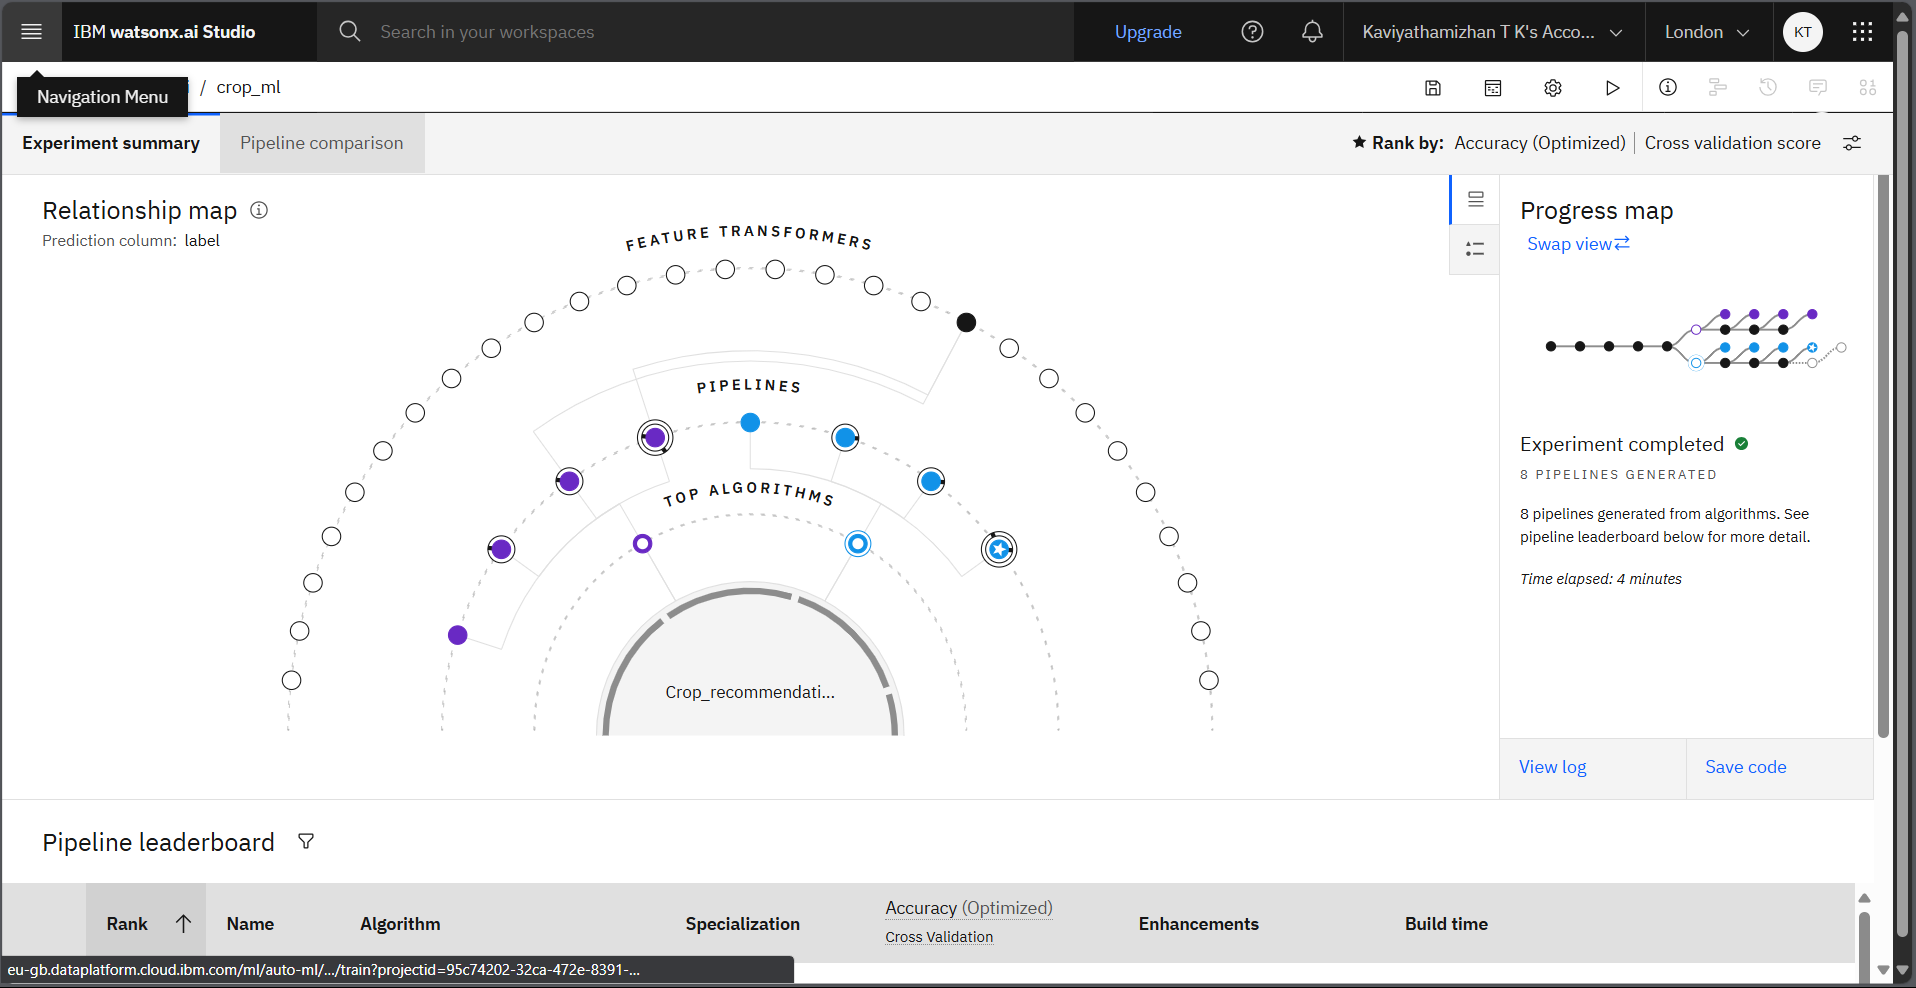 IBM watsonx.ai Studio
Search in your workspaces
Upgrade
Kaviyathamizhan T K's Acco...
London
KT
Navigation Menu
/ crop_ml
Experiment summary
Pipeline comparison
Rank by: Accuracy (Optimized) | Cross validation score
Relationship map
Prediction column: label
FEATURE TRANSFORMERS
PIPELINES
TOP ALGORITHMS
Crop_recommendati...
Progress map
Swap view
Experiment completed
8 PIPELINES GENERATED
8 pipelines generated from algorithms. See
pipeline leaderboard below for more detail.
Time elapsed: 4 minutes
View log
Save code
Pipeline leaderboard
Rank
Name
Algorithm
Specialization
Accuracy (Optimized)
Cross Validation
Enhancements
Build time
eu-gb.dataplatform.cloud.ibm.com/ml/auto-ml/.../train?projectid=95c74202-32ca-472e-8391-...